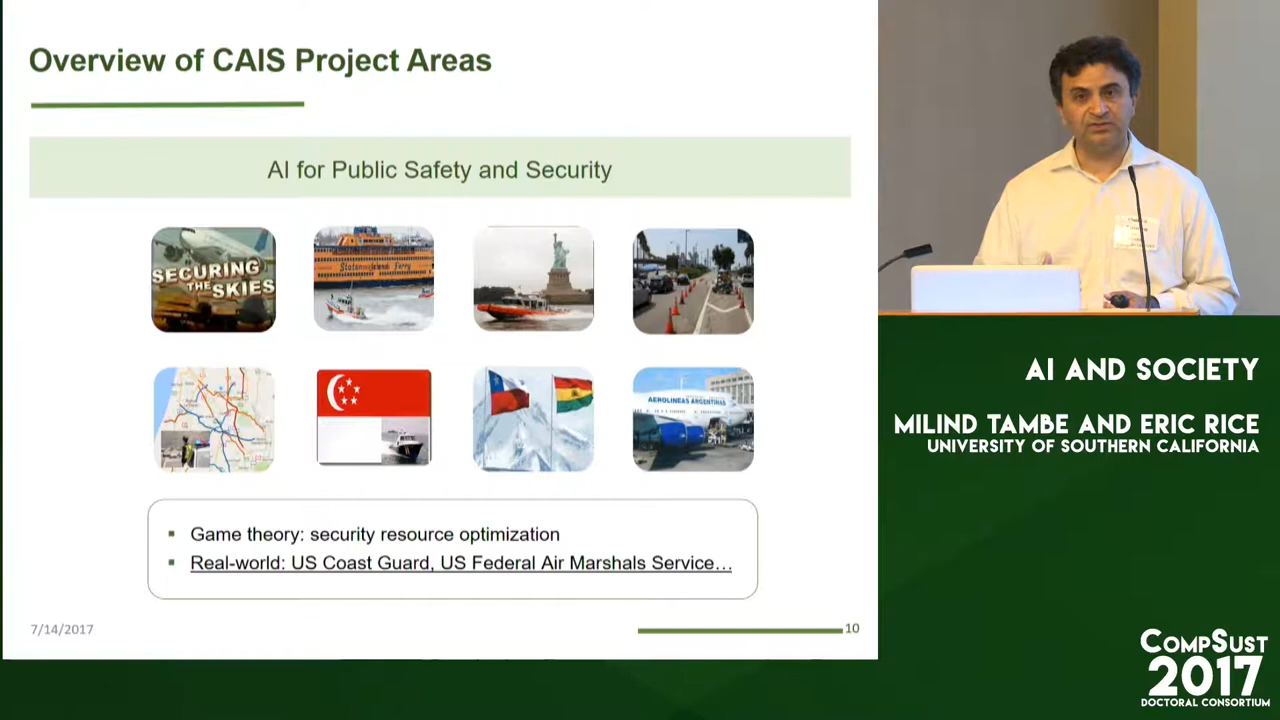 Overview of CAIS Project Areas
AI for Public Safety and Security
SECURING
THE SKIES
Staten Island Ferry
AEROLINEAS ARGENTINAS
▪ Game theory: security resource optimization
▪ Real-world: US Coast Guard, US Federal Air Marshals Service…
7/14/2017
10
AI AND SOCIETY
MILIND TAMBE AND ERIC RICE
UNIVERSITY OF SOUTHERN CALIFORNIA
COMPSUST
2017
DOCTORAL CONSORTIUM